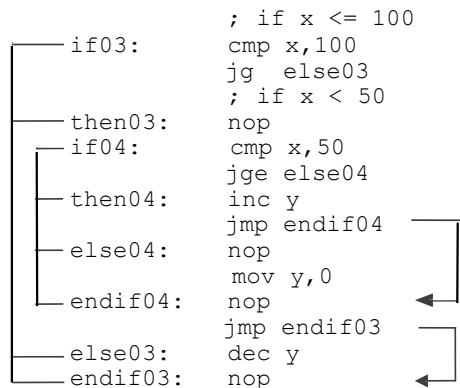 ; if x <= 100
if03: cmp x,100
jg else03
; if x < 50
then03: nop
if04: cmp x,50
jge else04
then04: inc y
jmp endif04
else04: nop
mov y,0
endif04: nop
jmp endif03
else03: dec y
endif03: nop